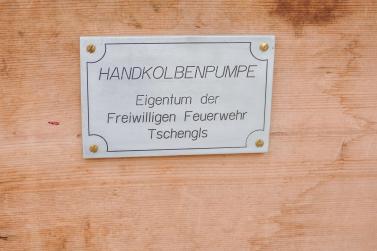 HANDKOLBENPUMPE
Eigentum der
Freiwilligen Feuerwehr
Tschengls